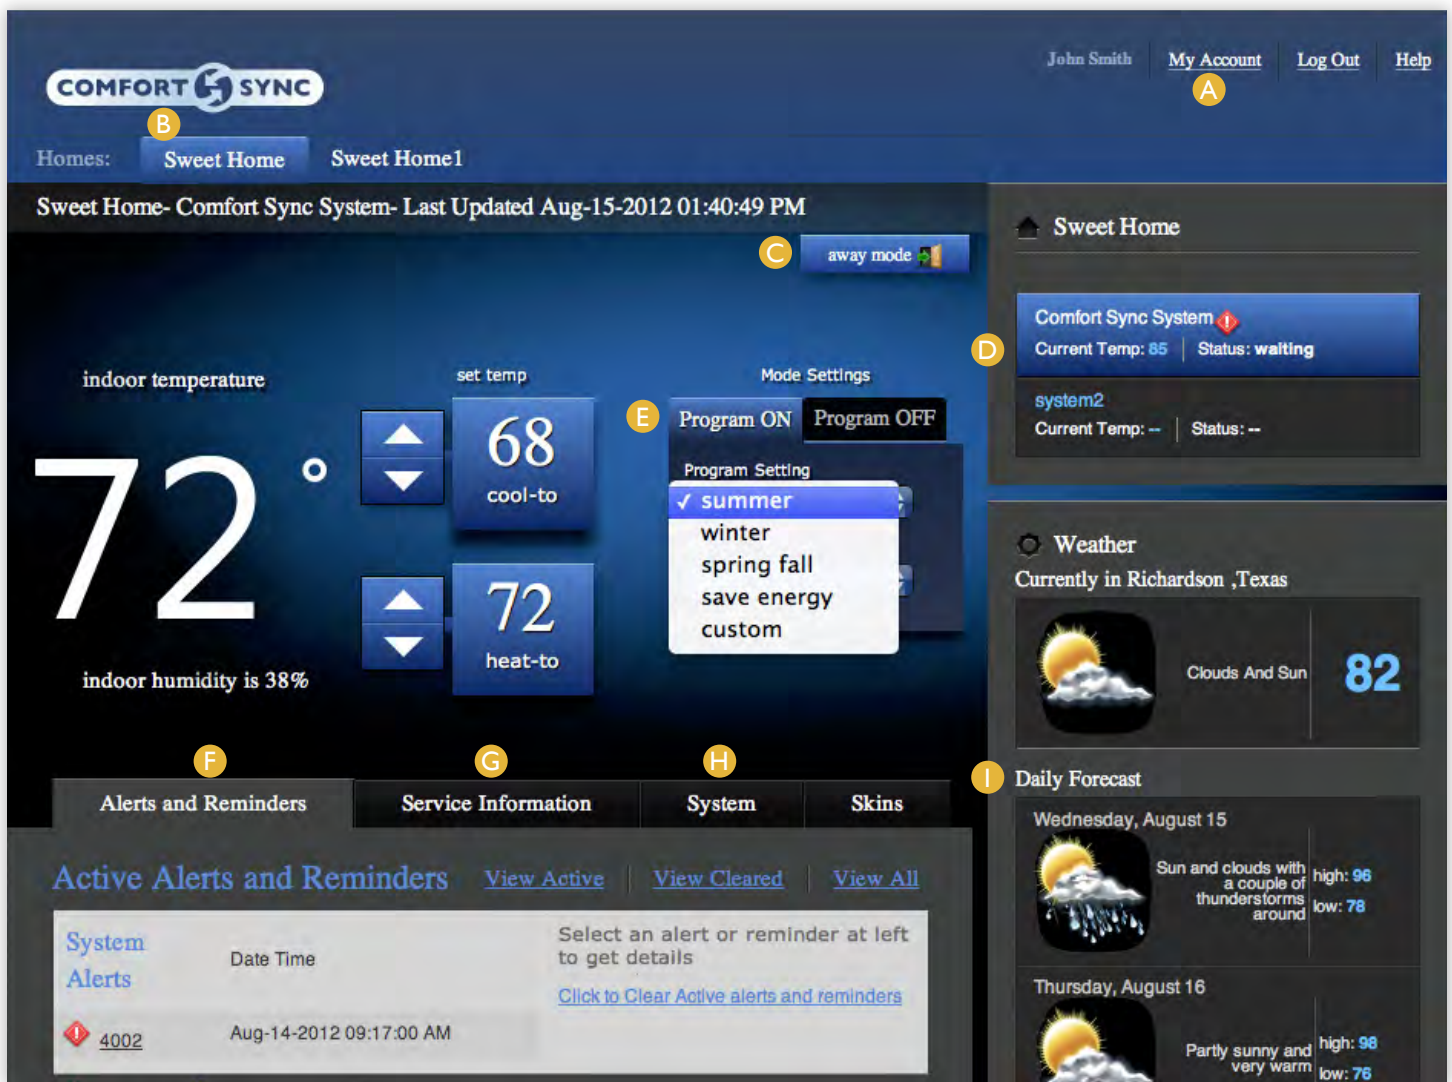 John Smith My Account Log Out Help
A
COMFORT SYNC
B
Homes: Sweet Home Sweet Home1
Sweet Home- Comfort Sync System- Last Updated Aug-15-2012 01:40:49 PM
C away mode
indoor temperature
72°
indoor humidity is 38%
set temp
68
cool-to
72
heat-to
Mode Settings
E Program ON Program OFF
Program Setting
✓ summer
winter
spring fall
save energy
custom
Sweet Home
D
Comfort Sync System
Current Temp: 85 Status: waiting
system2
Current Temp: -- Status: --
Weather
Currently in Richardson ,Texas
Clouds And Sun 82
I Daily Forecast
Wednesday, August 15
Sun and clouds with
a couple of
thunderstorms
around
high: 96
low: 78
Thursday, August 16
Partly sunny and
very warm
high: 98
low: 76
F G H
Alerts and Reminders Service Information System Skins
Active Alerts and Reminders View Active View Cleared View All
System
Alerts
Date Time
4002 Aug-14-2012 09:17:00 AM
Select an alert or reminder at left
to get details
Click to Clear Active alerts and reminders